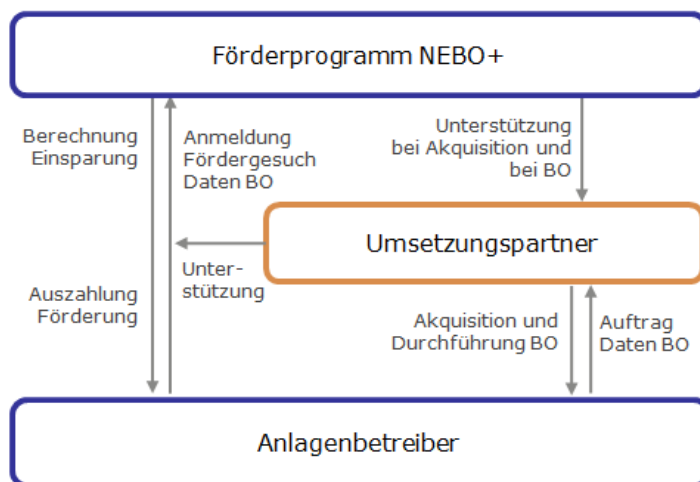 Förderprogramm NEBO+
Berechnung
Einsparung
Anmeldung
Fördergesuch
Daten BO
Unterstützung
bei Akquisition und
bei BO
Umsetzungspartner
Unter-
stützung
Auszahlung
Förderung
Akquisition und
Durchführung BO
Auftrag
Daten BO
Anlagenbetreiber